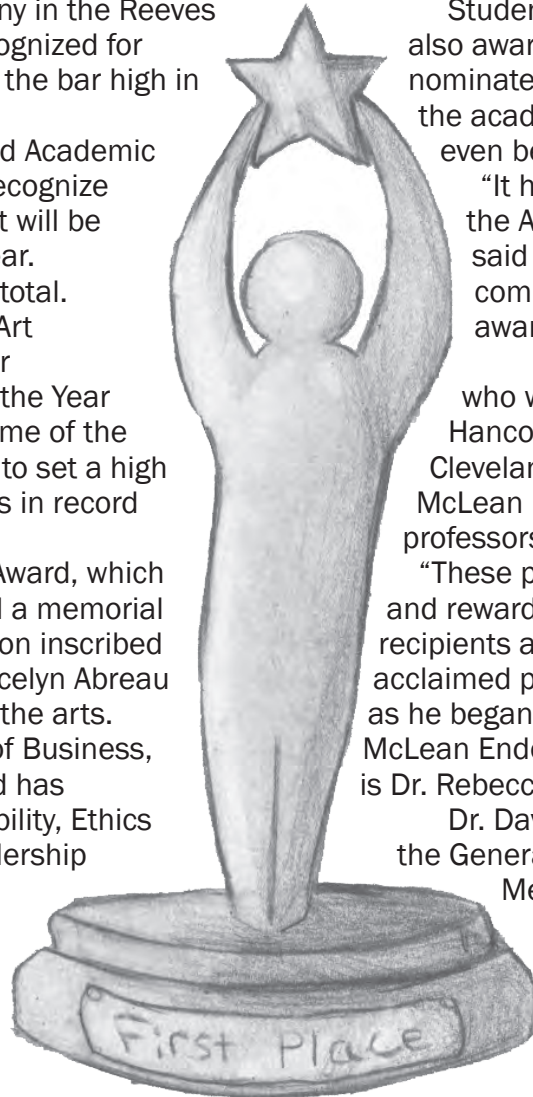 ny in the Reeves
ognized for
the bar high in
d Academic
ecognize
t will be
ar.
total.
Art
r
the Year
me of the
to set a high
s in record
Award, which
a memorial
on inscribed
celyn Abreau
the arts.
of Business,
d has
bility, Ethics
dership
Studen
also awar
nominate
the acad
even be
“It h
the A
said
com
awar
who w
Hanco
Clevelan
McLean
professors
“These p
and reward
recipients a
acclaimed p
as he began
McLean Endo
is Dr. Rebecc
Dr. Dav
the Genera
Me
First Place